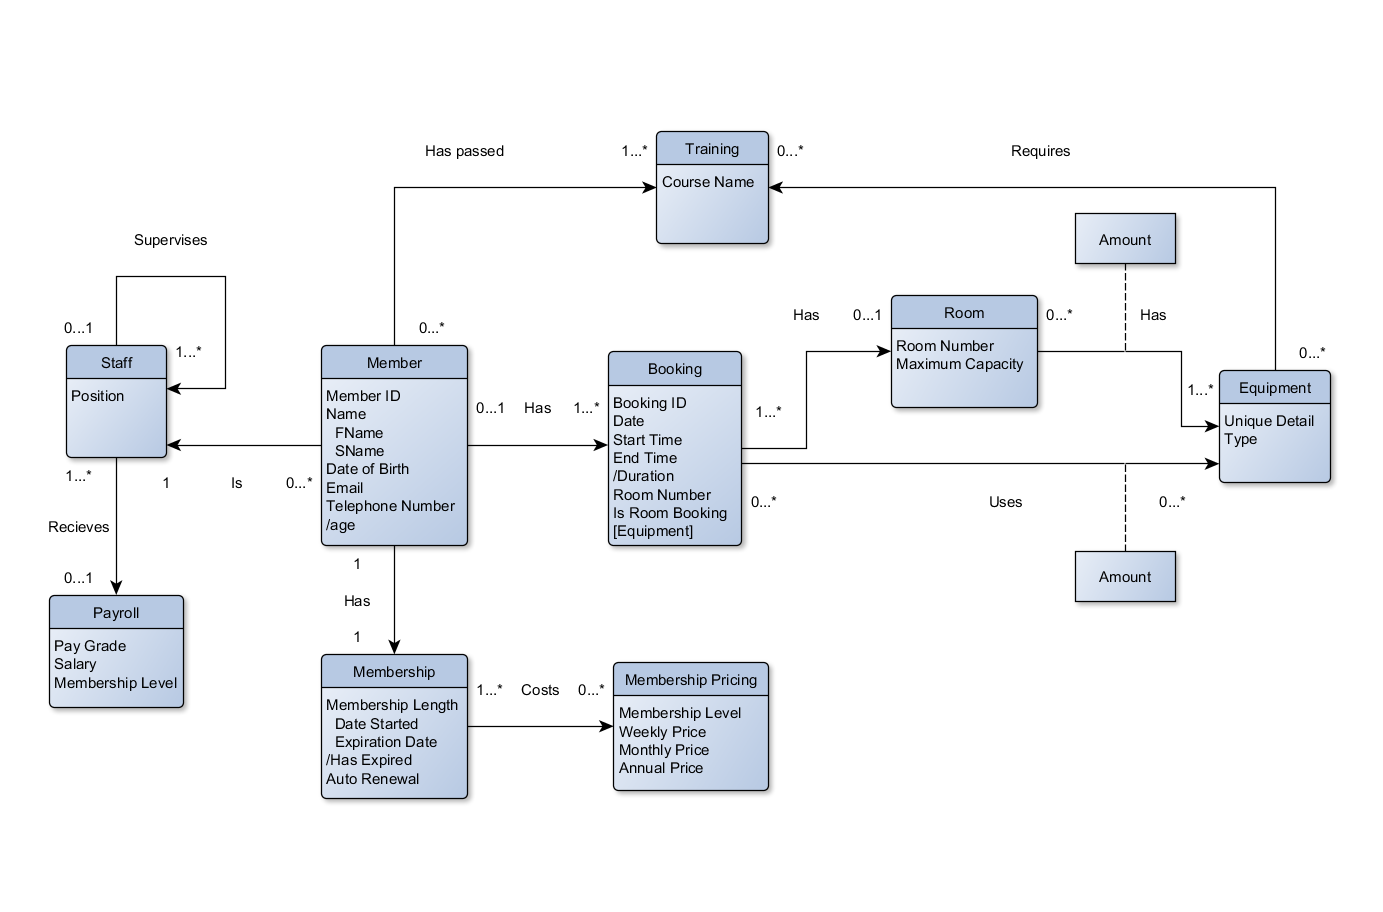 Has passed
1...*
Training
0...*
Requires
Course Name
Supervises
Amount
0...1
1...*
Staff
Position
1...*
Recieves
0...1
Payroll
Pay Grade
Salary
Membership Level
1
Is
0...*
0...*
Member
Member ID
Name
FName
SName
Date of Birth
Email
Telephone Number
/age
0...1
Has
1...*
Booking
Booking ID
Date
Start Time
End Time
/Duration
Room Number
Is Room Booking
[Equipment]
1...*
Has
0...1
Room
Room Number
Maximum Capacity
0...*
Has
1...*
0...*
Equipment
Unique Detail
Type
0...*
Uses
0...*
Amount
1
Has
1
Membership
Membership Length
Date Started
Expiration Date
/Has Expired
Auto Renewal
1...*
Costs
0...*
Membership Pricing
Membership Level
Weekly Price
Monthly Price
Annual Price